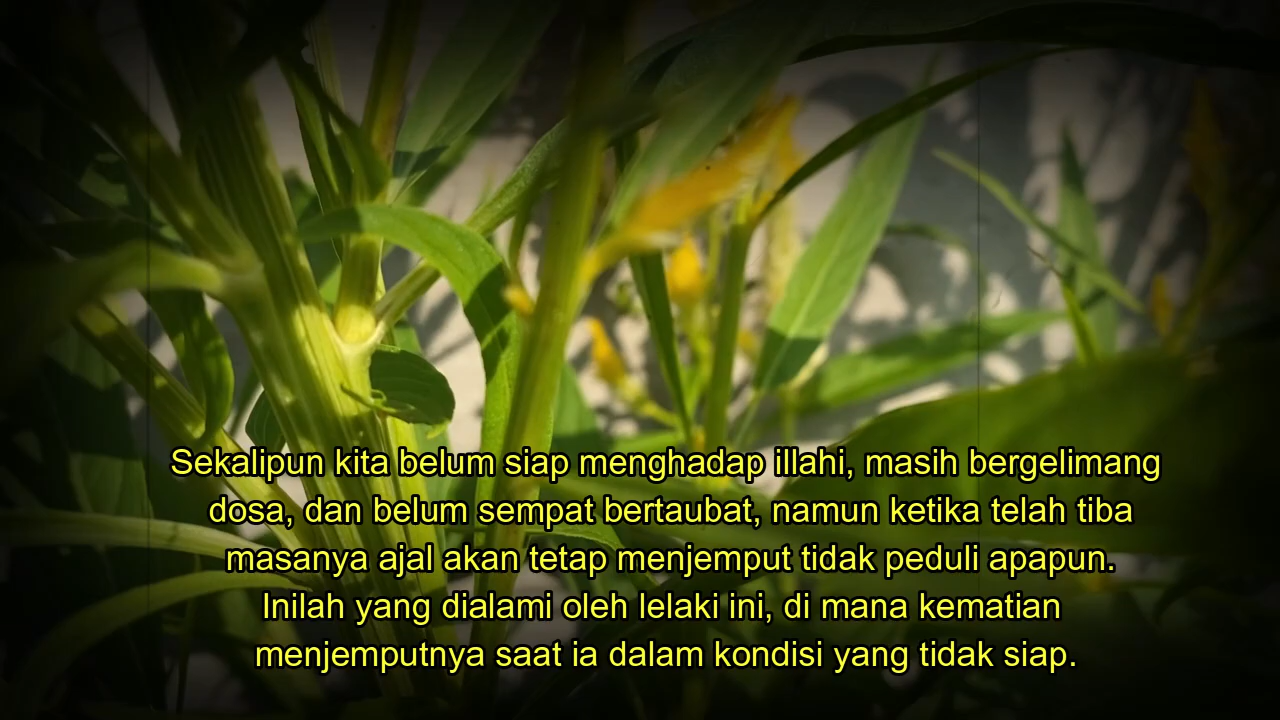 Sekalipun kita belum siap menghadap illahi, masih bergelimang
dosa, dan belum sempat bertaubat, namun ketika telah tiba
masanya ajal akan tetap menjemput tidak peduli apapun.
Inilah yang dialami oleh lelaki ini, di mana kematian
menjemputnya saat ia dalam kondisi yang tidak siap.